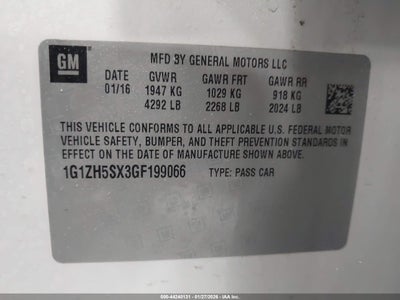 GM
MFD 3Y GENERAL MOTORS LLC
DATE GVWR GAWR FRT GAWR RR
01/16 1947 KG 1029 KG 918 KG
4292 LB 2268 LB 2024 LB
THIS VEHICLE CONFORMS TO ALL APPLICABLE U.S. FEDERAL MOTOR
VEHICLE SAFETY, BUMPER, AND THEFT PREVENTION STANDARDS
IN EFFECT ON THE DATE OF MANUFACTURE SHOWN ABOVE.
1G1ZH5SX3GF199066 TYPE: PASS CAR